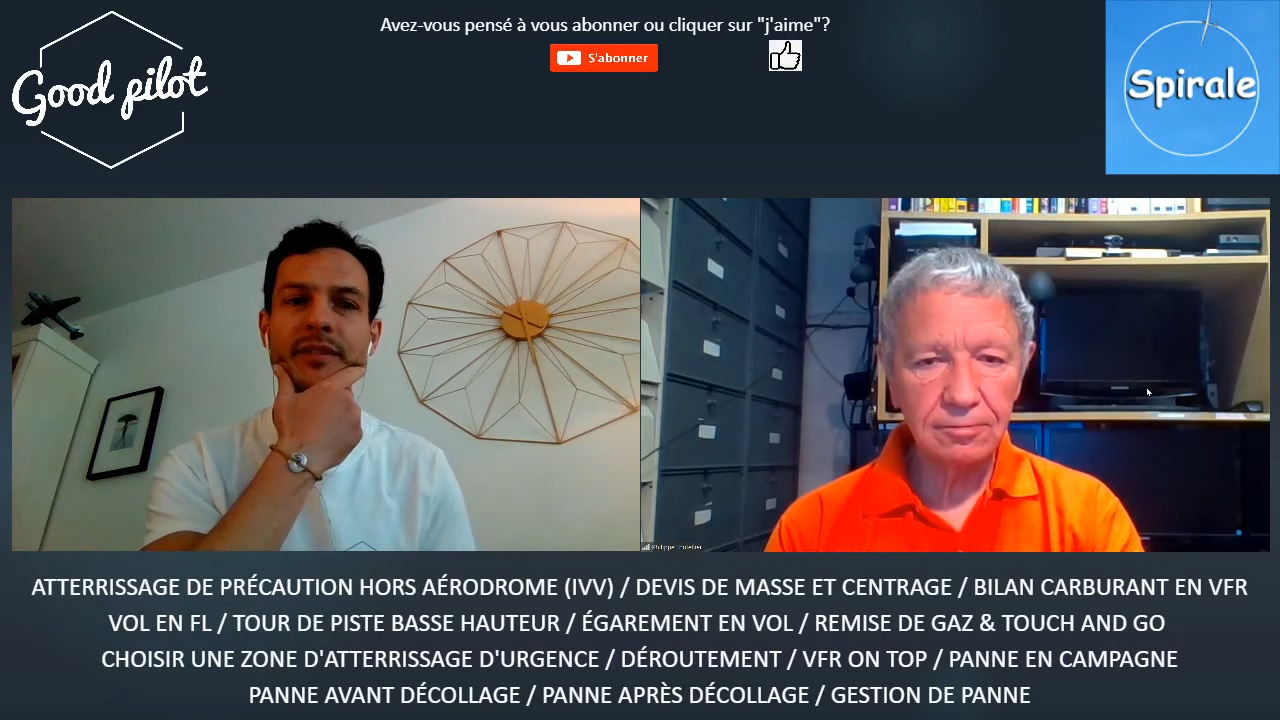 Avez-vous pensé à vous abonner ou cliquer sur "j'aime"?
S'abonner
Good pilot
Spirale
ATTERRISSAGE DE PRÉCAUTION HORS AÉRODROME (IVV) / DEVIS DE MASSE ET CENTRAGE / BILAN CARBURANT EN VFR
VOL EN FL / TOUR DE PISTE BASSE HAUTEUR / ÉGAREMENT EN VOL / REMISE DE GAZ & TOUCH AND GO
CHOISIR UNE ZONE D'ATTERRISSAGE D'URGENCE / DÉROUTEMENT / VFR ON TOP / PANNE EN CAMPAGNE
PANNE AVANT DÉCOLLAGE / PANNE APRÈS DÉCOLLAGE / GESTION DE PANNE